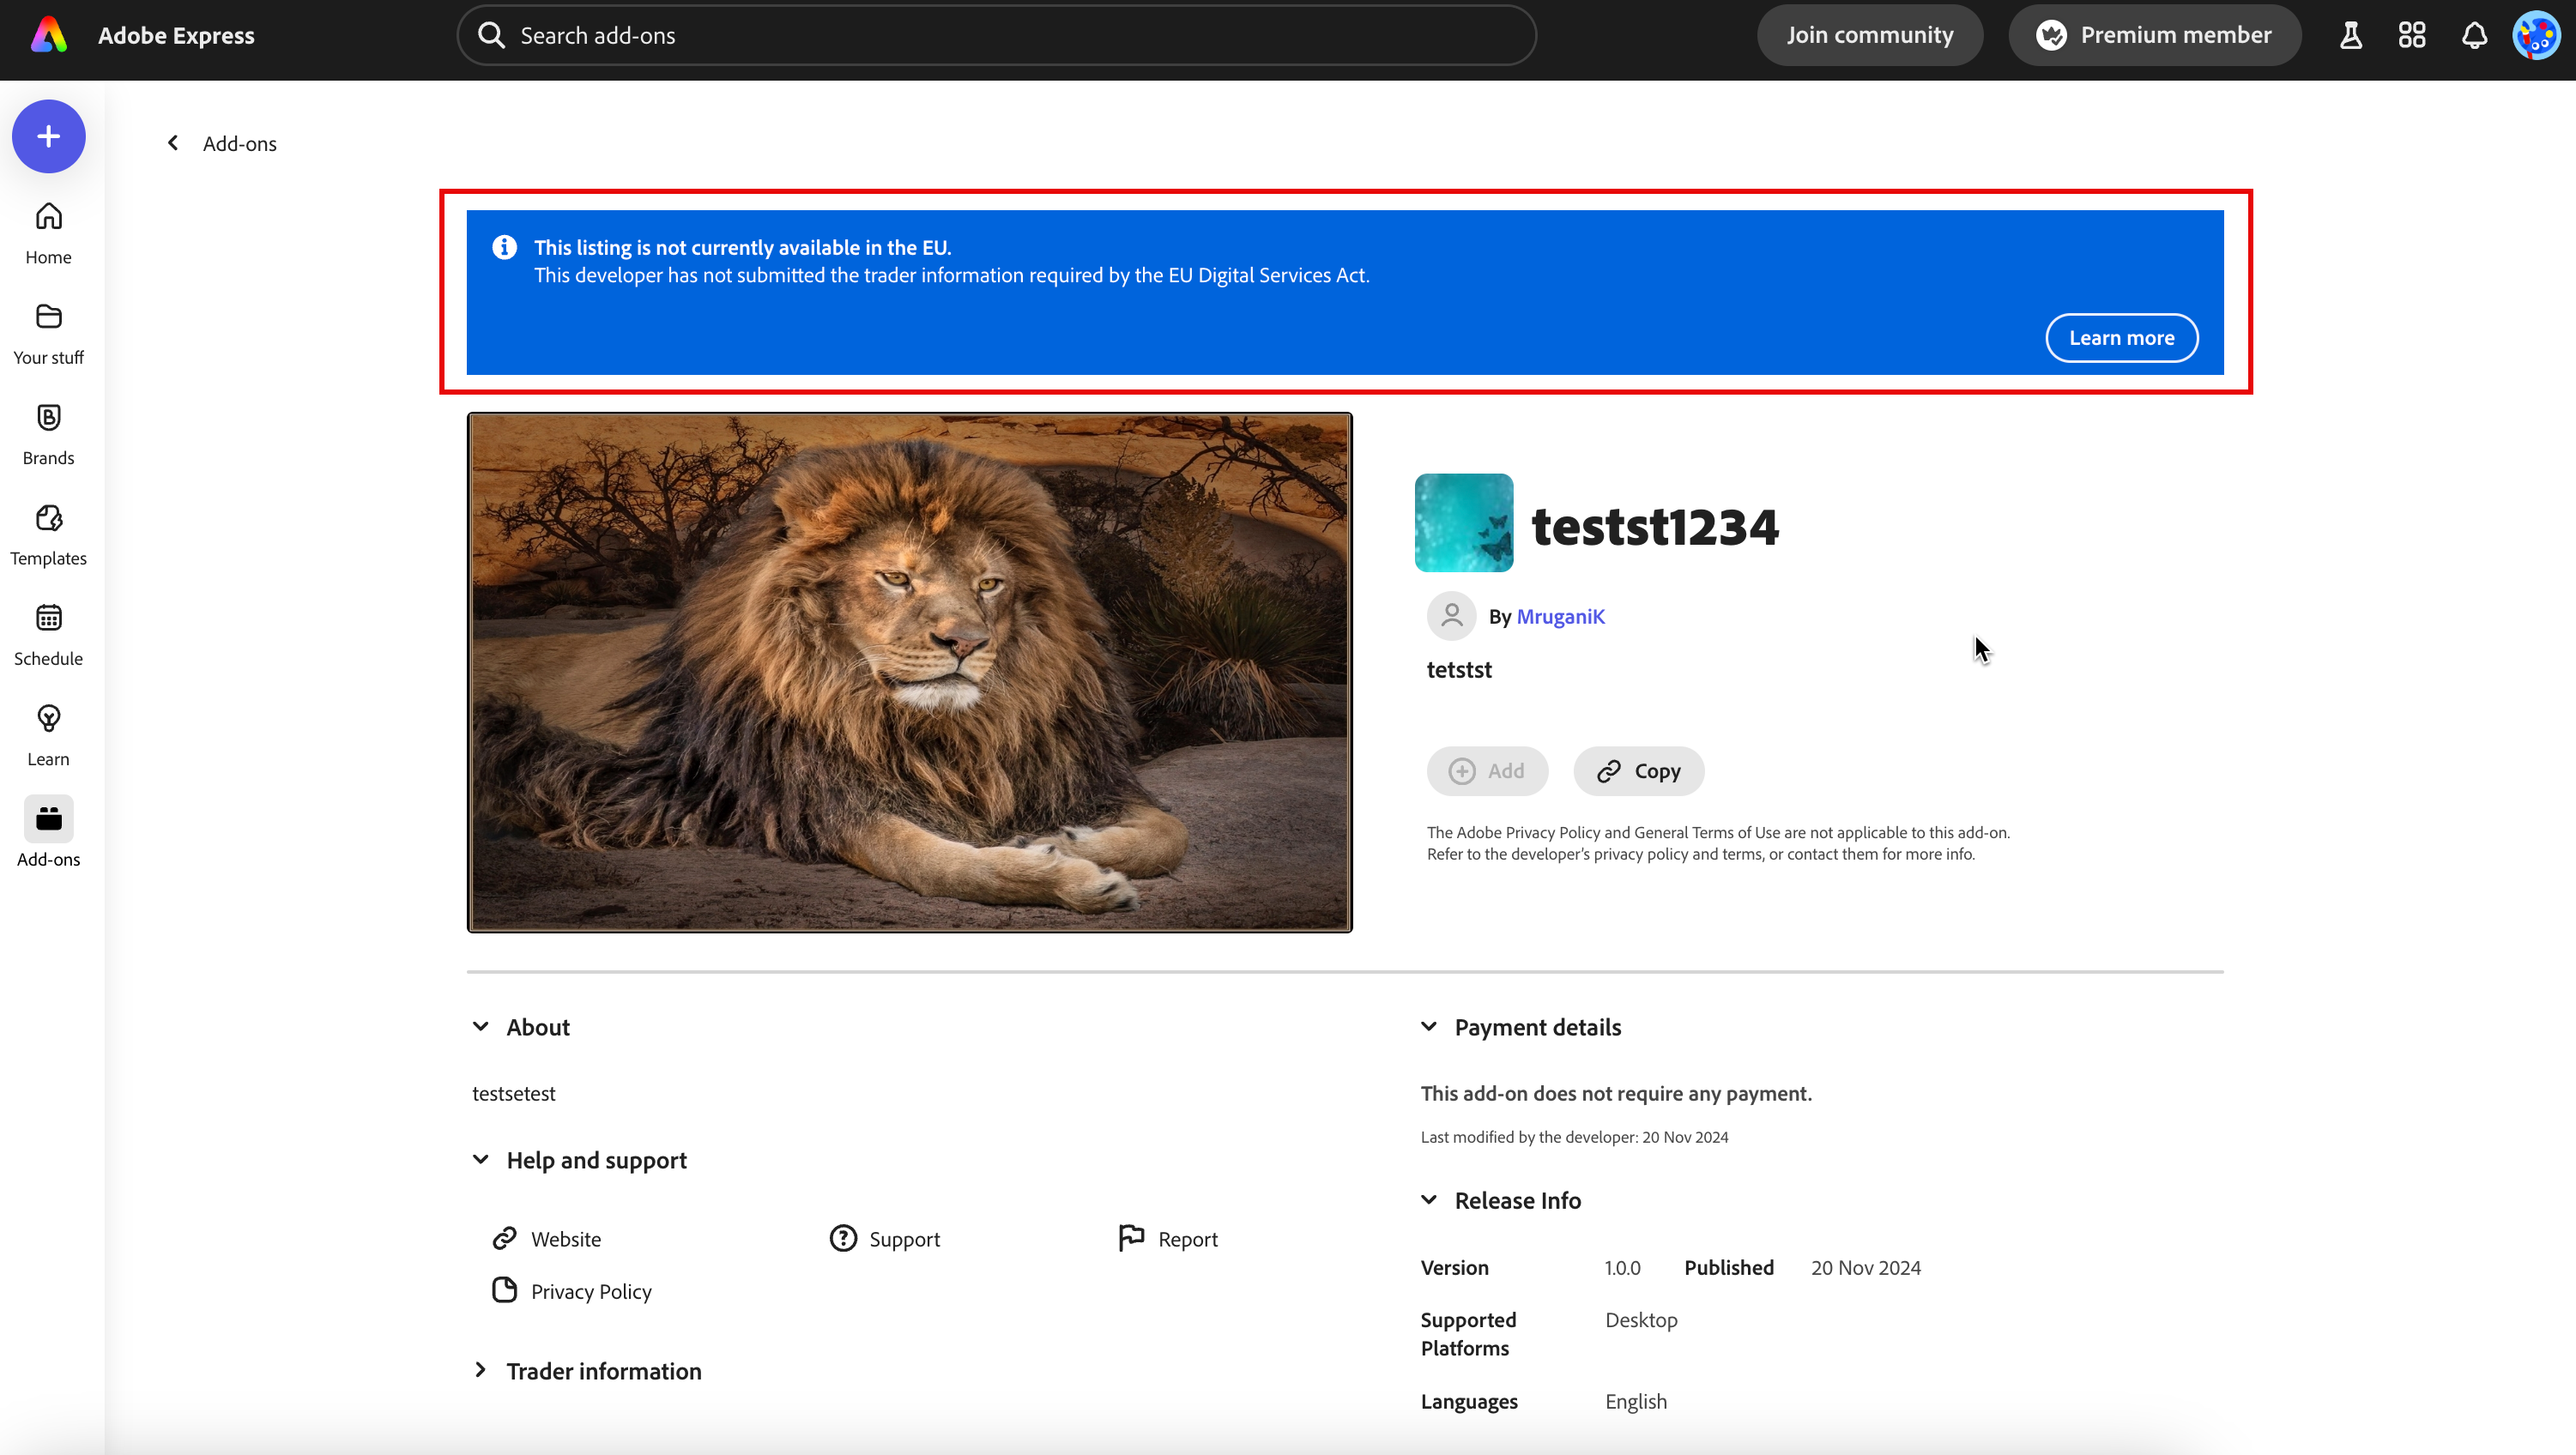 Adobe Express
Search add-ons
Join community
Premium member
Home
Your stuff
Brands
Templates
Schedule
Learn
Add-ons
Add-ons
This listing is not currently available in the EU.
This developer has not submitted the trader information required by the EU Digital Services Act.
Learn more
testst1234
By MruganiK
tetstst
Add
Copy
The Adobe Privacy Policy and General Terms of Use are not applicable to this add-on.
Refer to the developer's privacy policy and terms, or contact them for more info.
About
testsetest
Help and support
Website
Support
Report
Privacy Policy
Trader information
Payment details
This add-on does not require any payment.
Last modified by the developer: 20 Nov 2024
Release Info
Version 1.0.0 Published 20 Nov 2024
Supported Desktop
Platforms
Languages English